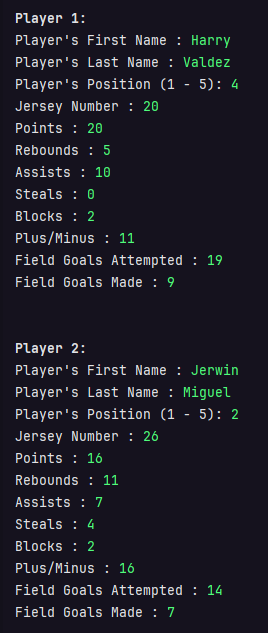 Player 1:
Player's First Name : Harry
Player's Last Name : Valdez
Player's Position (1 - 5): 4
Jersey Number : 20
Points : 20
Rebounds : 5
Assists : 10
Steals : 0
Blocks : 2
Plus/Minus : 11
Field Goals Attempted : 19
Field Goals Made : 9
Player 2:
Player's First Name : Jerwin
Player's Last Name : Miguel
Player's Position (1 - 5): 2
Jersey Number : 26
Points : 16
Rebounds : 11
Assists : 7
Steals : 4
Blocks : 2
Plus/Minus : 16
Field Goals Attempted : 14
Field Goals Made : 7